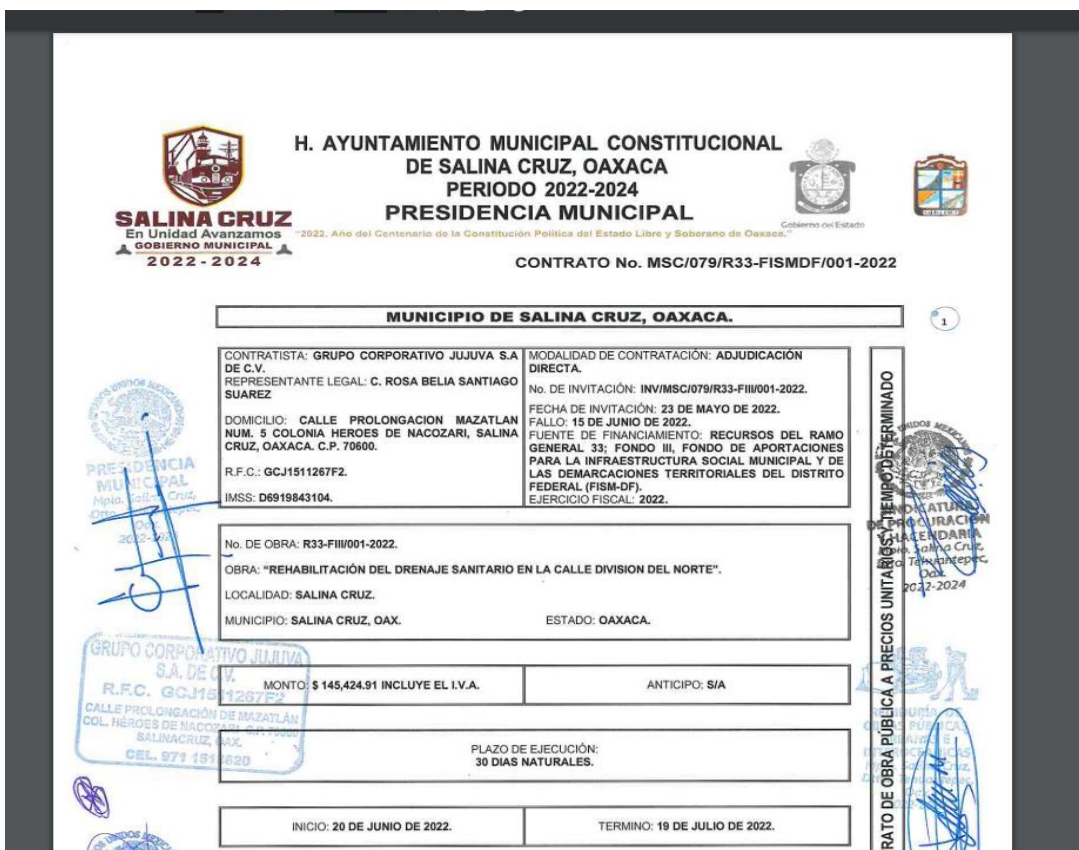 H. AYUNTAMIENTO MUNICIPAL CONSTITUCIONAL
DE SALINA CRUZ, OAXACA
PERIODO 2022-2024
PRESIDENCIA MUNICIPAL
SALINA CRUZ
En Unidad Avanzamos
GOBIERNO MUNICIPAL
2022-2024
Gobierno del Estado
"2022. Año del Centenario de la Constitución Política del Estado Libre y Soberano de Oaxaca."
CONTRATO No. MSC/079/R33-FISMDF/001-2022
MUNICIPIO DE SALINA CRUZ, OAXACA.
1
CONTRATISTA: GRUPO CORPORATIVO JUJUVA S.A
DE C.V.
REPRESENTANTE LEGAL: C. ROSA BELIA SANTIAGO
SUAREZ
DOMICILIO: CALLE PROLONGACION MAZATLAN
NUM. 5 COLONIA HEROES DE NACOZARI, SALINA
CRUZ, OAXACA. C.P. 70600.
R.F.C.: GCJ1511267F2.
IMSS: D6919843104.
MODALIDAD DE CONTRATACIÓN: ADJUDICACIÓN
DIRECTA.
No. DE INVITACIÓN: INV/MSC/079/R33-FIII/001-2022.
FECHA DE INVITACIÓN: 23 DE MAYO DE 2022.
FALLO: 15 DE JUNIO DE 2022.
FUENTE DE FINANCIAMIENTO: RECURSOS DEL RAMO
GENERAL 33; FONDO III, FONDO DE APORTACIONES
PARA LA INFRAESTRUCTURA SOCIAL MUNICIPAL Y DE
LAS DEMARCACIONES TERRITORIALES DEL DISTRITO
FEDERAL (FISM-DF).
EJERCICIO FISCAL: 2022.
No. DE OBRA: R33-FIII/001-2022.
OBRA: "REHABILITACIÓN DEL DRENAJE SANITARIO EN LA CALLE DIVISION DEL NORTE".
LOCALIDAD: SALINA CRUZ.
MUNICIPIO: SALINA CRUZ, OAX.
ESTADO: OAXACA.
MONTO: $ 145,424.91 INCLUYE EL I.V.A.
ANTICIPO: S/A
PLAZO DE EJECUCIÓN:
30 DIAS NATURALES.
INICIO: 20 DE JUNIO DE 2022.
TERMINO: 19 DE JULIO DE 2022.
RATO DE OBRA PÚBLICA A PRECIOS UNITARIOS Y TIEMPO DETERMINADO
PRESIDENCIA
MUNICIPAL
Mpio. Salina Cruz,
2022-2024
GRUPO CORPORATIVO JUJUVA
S.A. DE C.V.
R.F.C. GCJ1511267F2
CALLE PROLONGACIÓN DE MAZATLÁN
COL. HÉROES DE NACOZARI
SALINACRUZ, OAX.
SINDICATURA
DE PROCURACIÓN
Y HACENDARIA
Mpio. Salina Cruz,
Dtto. Tehuantepec,
Oax.
2022-2024